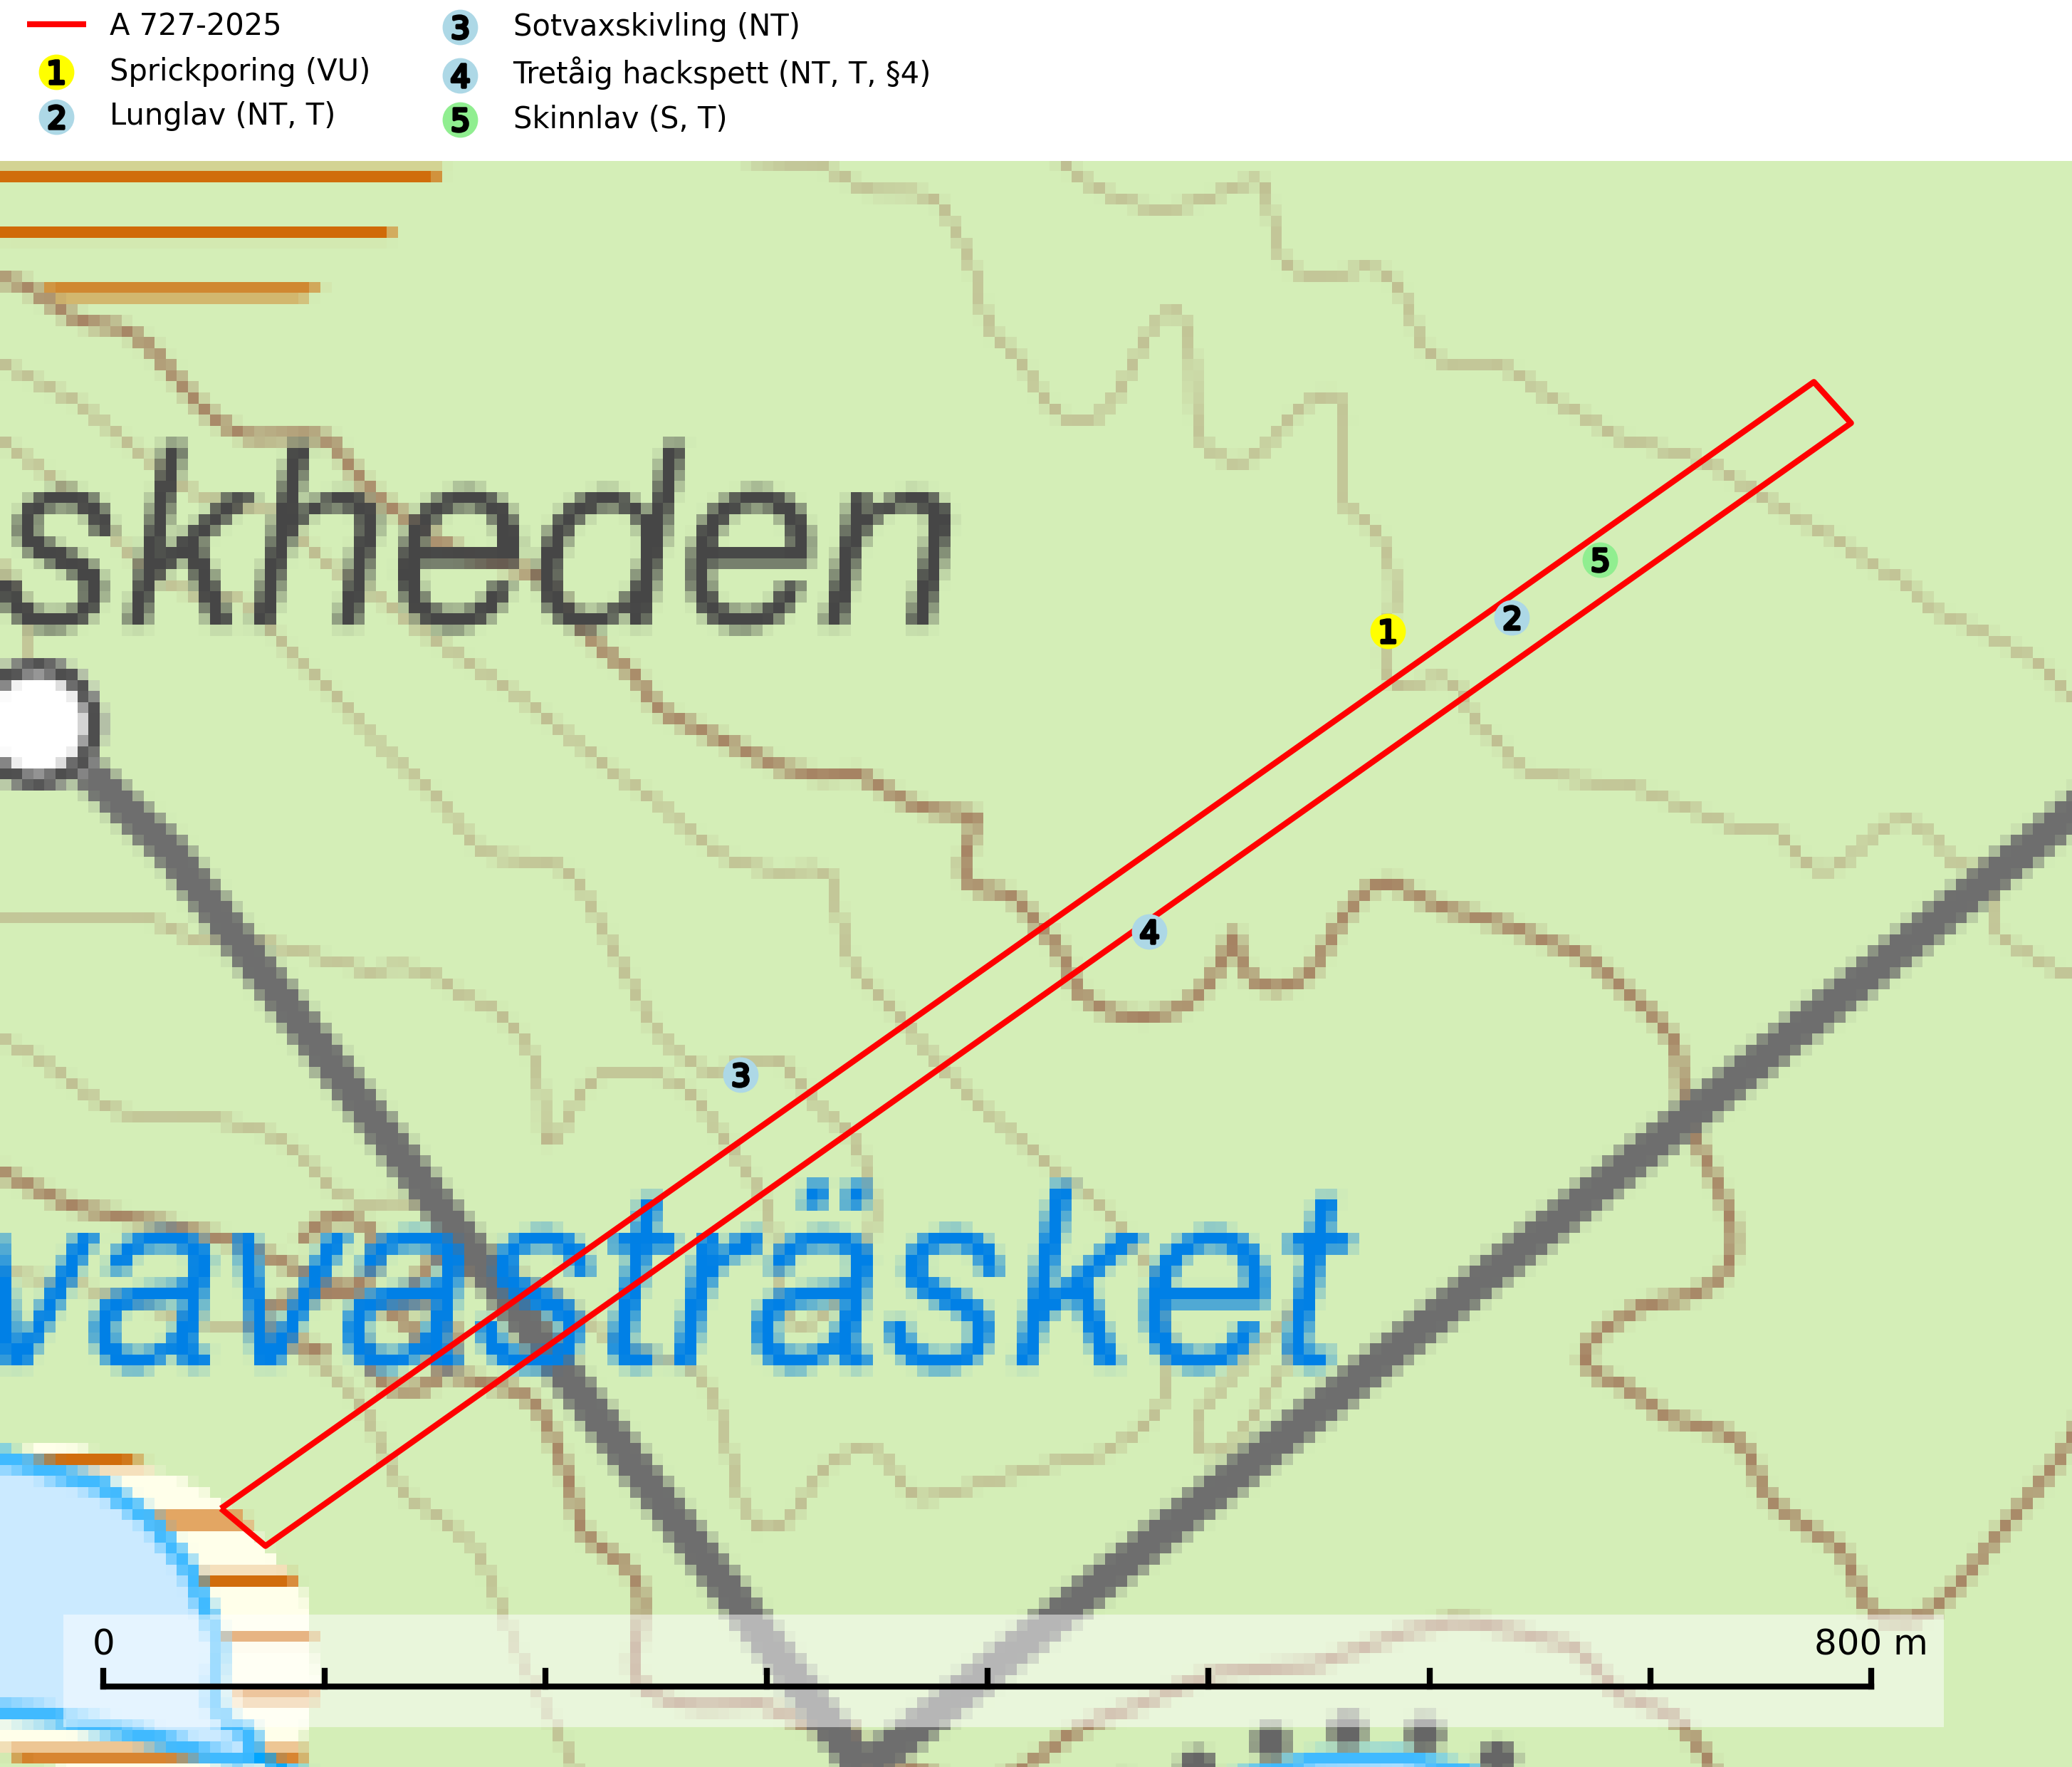 A 727-2025
1 Sprickporing (VU)
2 Lunglav (NT, T)
3 Sotvaxskivling (NT)
4 Tretåig hackspett (NT, T, §4)
5 Skinnlav (S, T)
skheden
5
2
1
4
3
vavasträsket
0 800 m